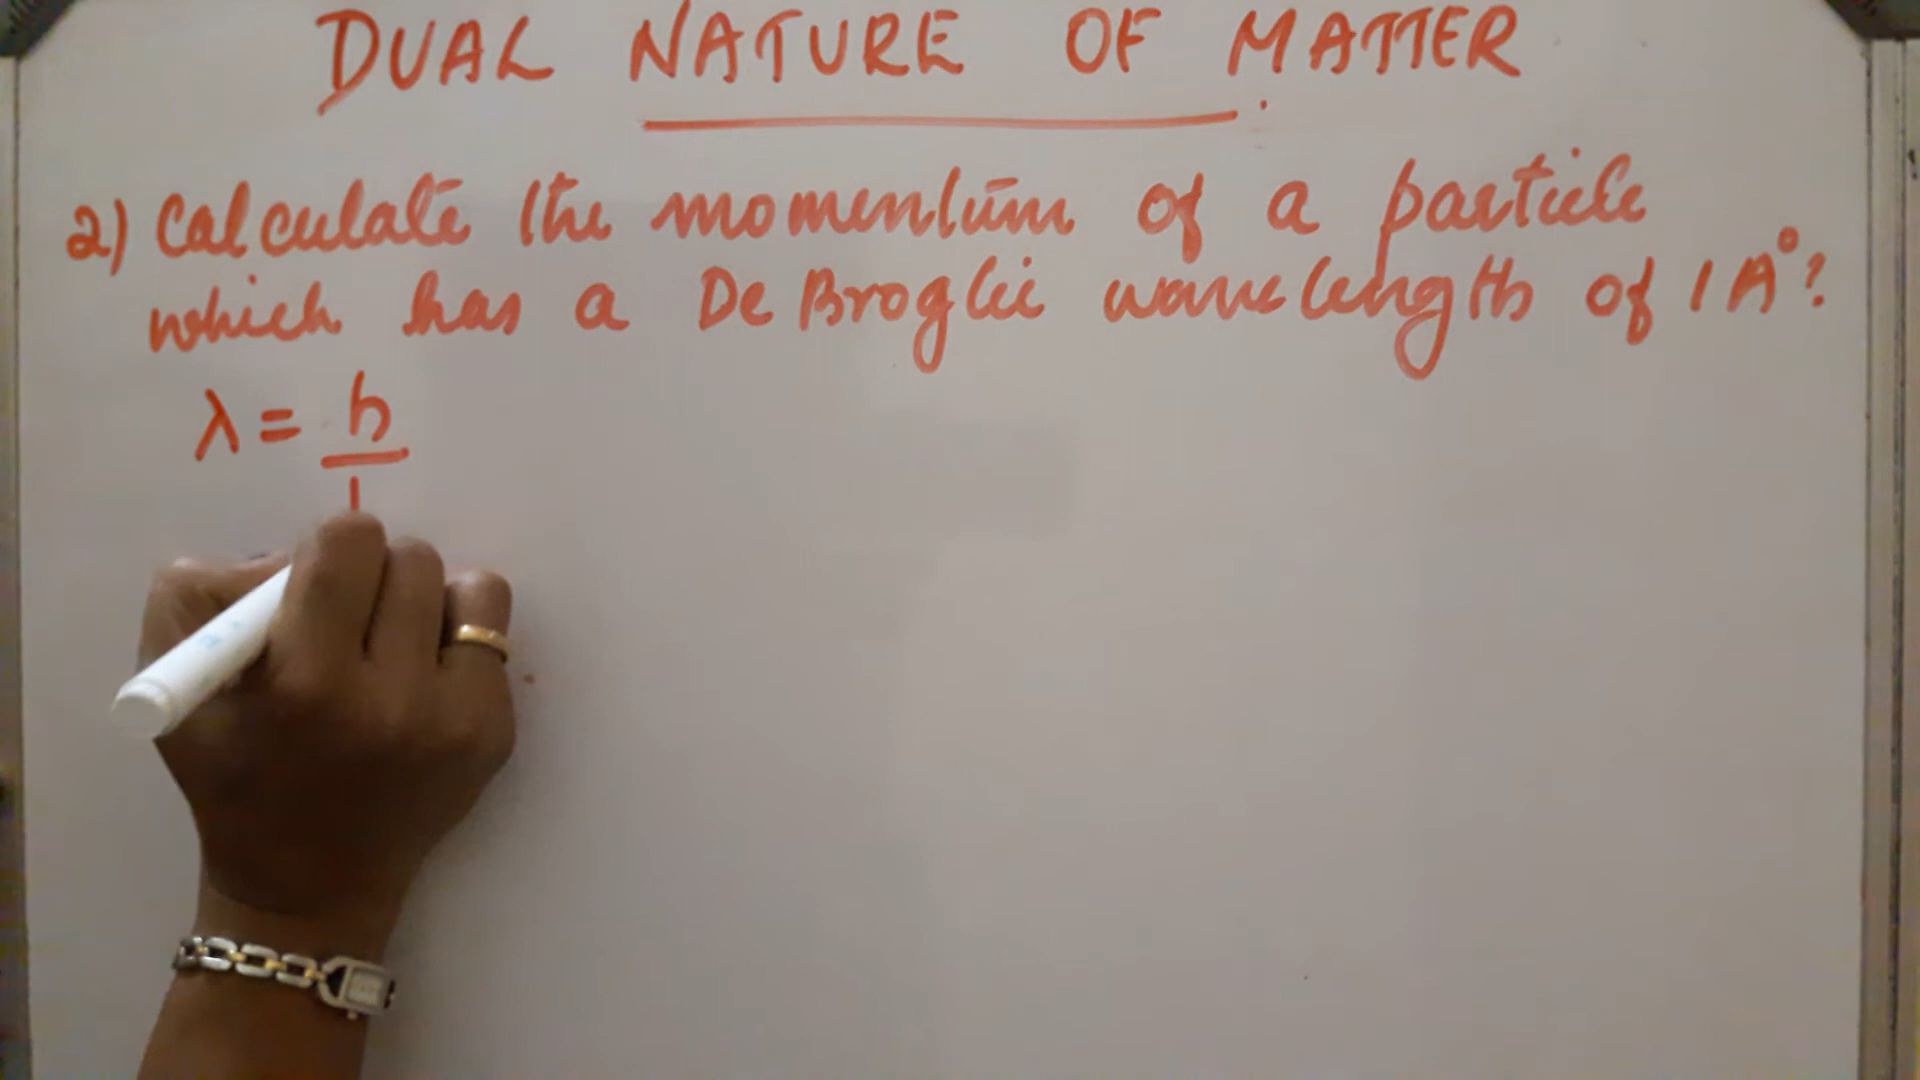 DUAL NATURE OF MATTER
2) Calculate the momentum of a particle
which has a De Broglie wavelength of 1 A°?
λ = h